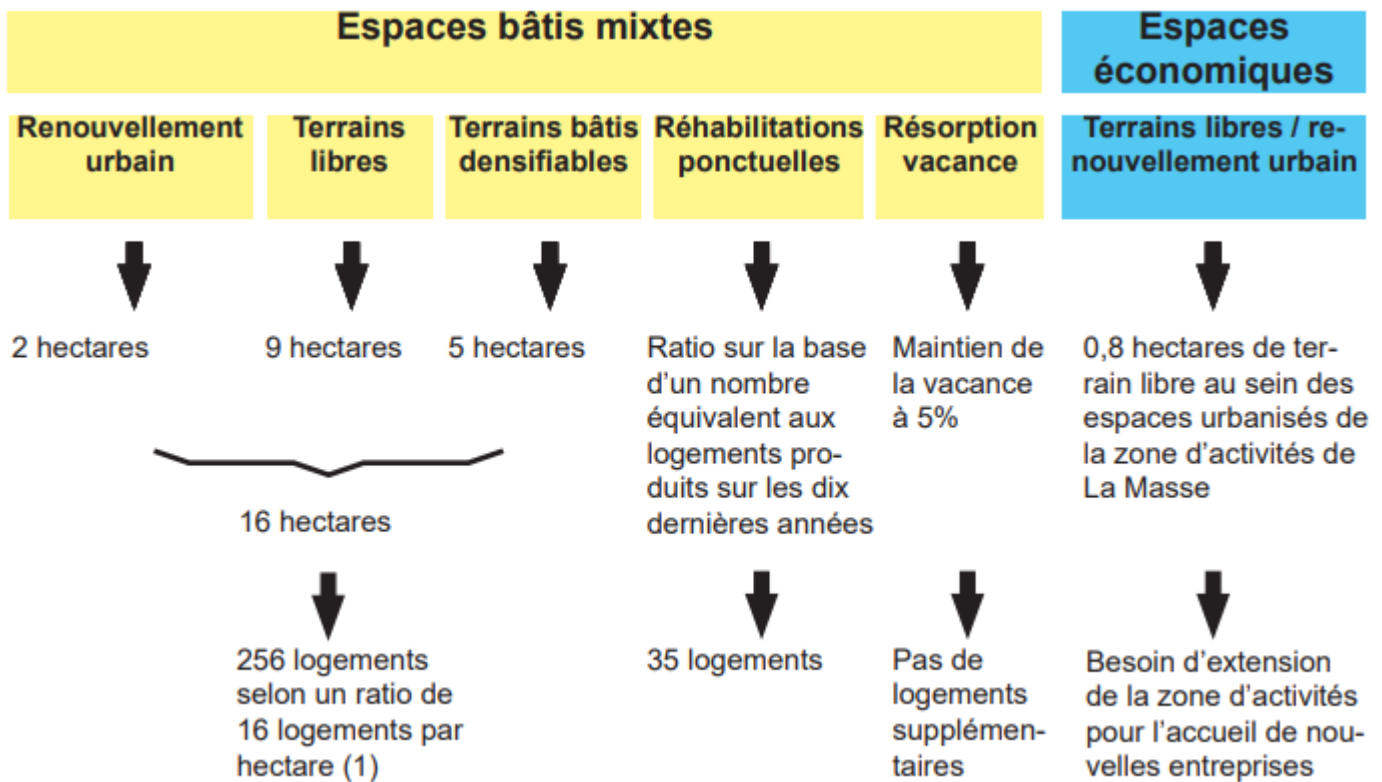 Espaces bâtis mixtes
Espaces
économiques
Renouvellement
urbain
Terrains
libres
Terrains bâtis
densifiables
Réhabilitations
ponctuelles
Résorption
vacance
Terrains libres / re-
nouvellement urbain
2 hectares
9 hectares
5 hectares
16 hectares
256 logements
selon un ratio de
16 logements par
hectare (1)
Ratio sur la base
d'un nombre
équivalent aux
logements pro-
duits sur les dix
dernières années
35 logements
Maintien de
la vacance
à 5%
Pas de
logements
supplémen-
taires
0,8 hectares de ter-
rain libre au sein des
espaces urbanisés de
la zone d'activités de
La Masse
Besoin d'extension
de la zone d'activités
pour l'accueil de nou-
velles entreprises